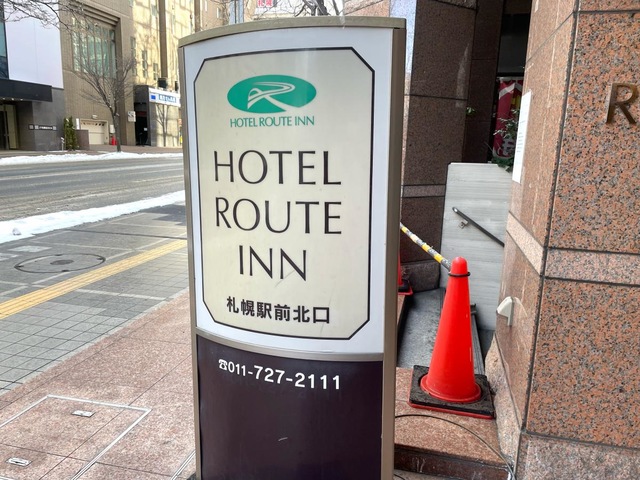 HOTEL ROUTE INN
HOTEL
ROUTE
INN
札幌駅前北口
☎011-727-2111
R